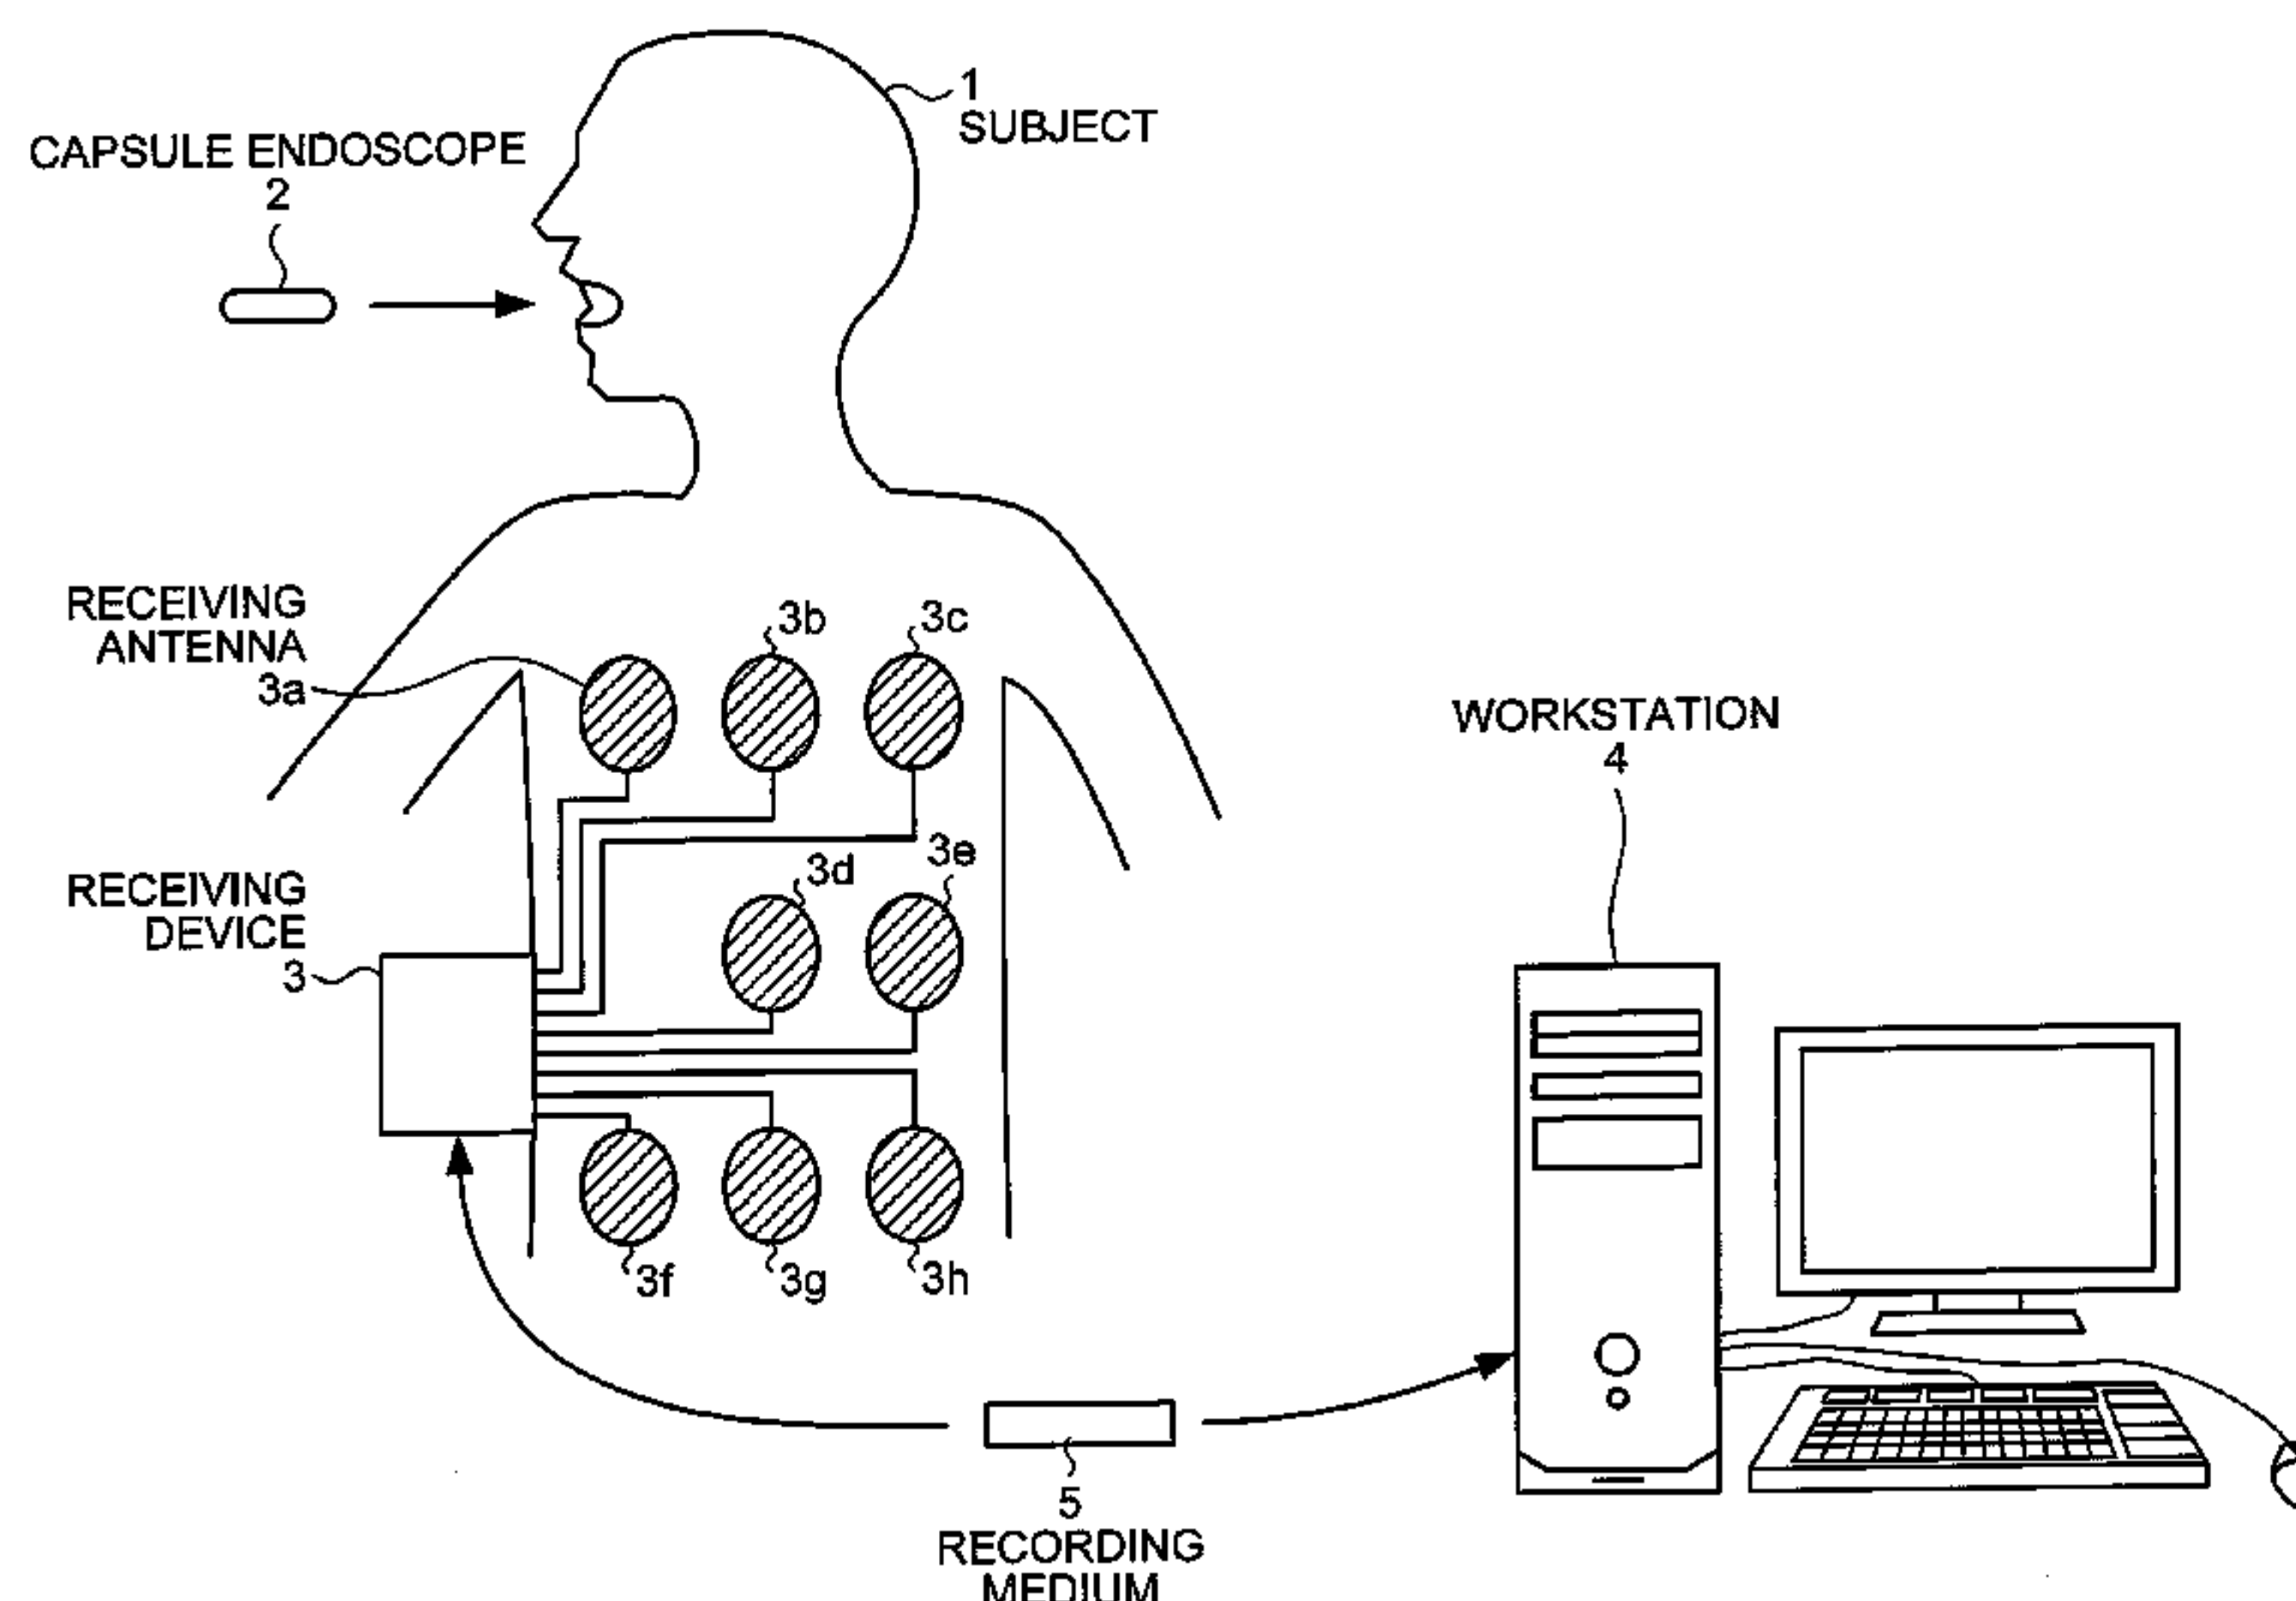 1
SUBJECT
CAPSULE ENDOSCOPE
2
RECEIVING
ANTENNA
3a
3b
3c
3d
3e
RECEIVING
DEVICE
3
3f
3g
3h
WORKSTATION
4
5
RECORDING
MEDIUM